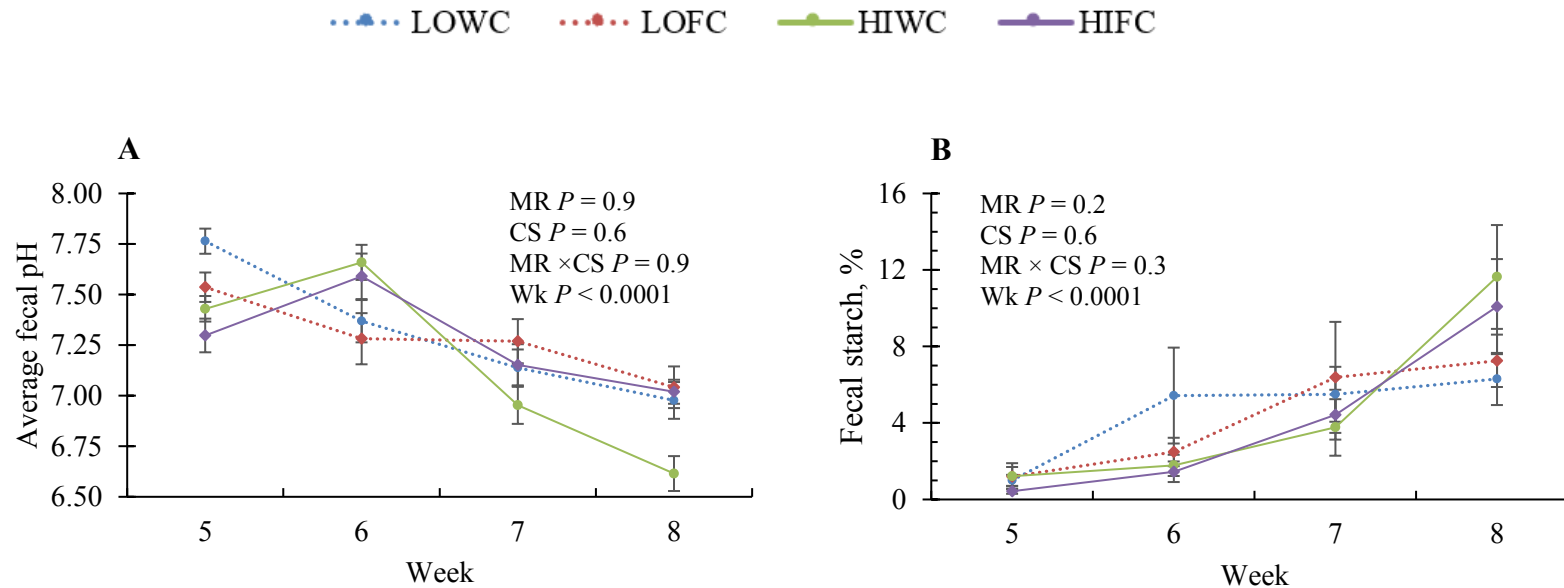 LOWC LOFC HIWC HIFC
A
8.00
7.75
7.50
7.25
7.00
6.75
6.50
Average fecal pH
MR P = 0.9
CS P = 0.6
MR ×CS P = 0.9
Wk P < 0.0001
5 6 7 8
Week
B
16
12
8
4
0
Fecal starch, %
MR P = 0.2
CS P = 0.6
MR × CS P = 0.3
Wk P < 0.0001
5 6 7 8
Week